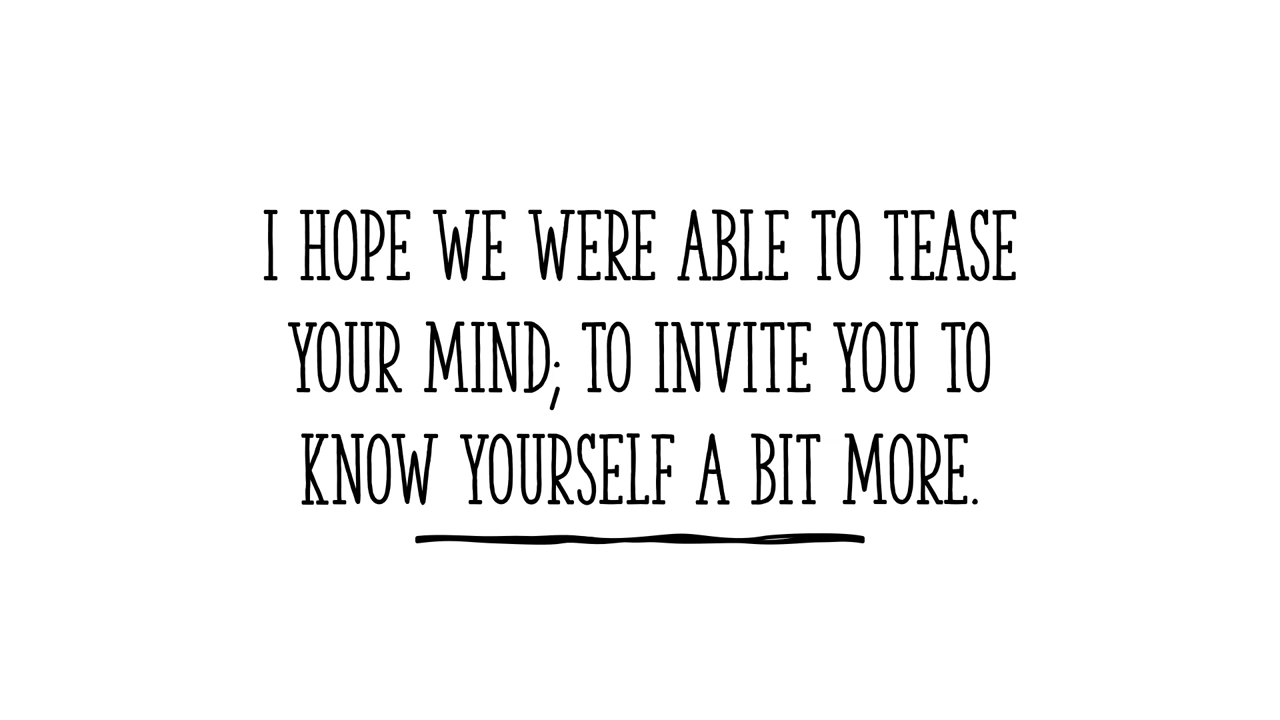 I HOPE WE WERE ABLE TO TEASE
YOUR MIND; TO INVITE YOU TO
KNOW YOURSELF A BIT MORE.